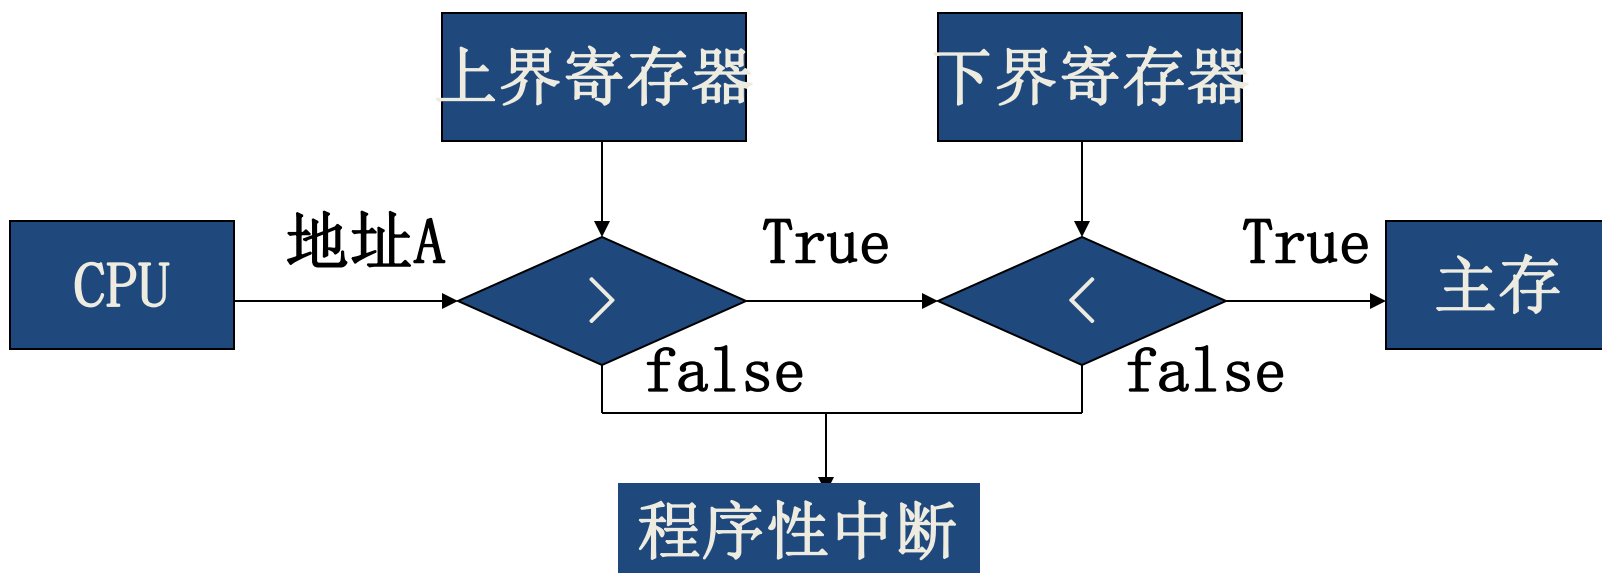 上界寄存器
下界寄存器
CPU
地址A
>
True
<
True
主存
false
false
程序性中断